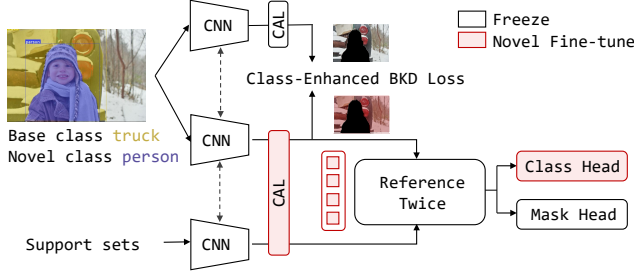 CNN
CAL
Freeze
Novel Fine-tune
person
Class-Enhanced BKD Loss
Base class truck
Novel class person
CNN
CAL
Reference
Twice
Class Head
Mask Head
Support sets
CNN